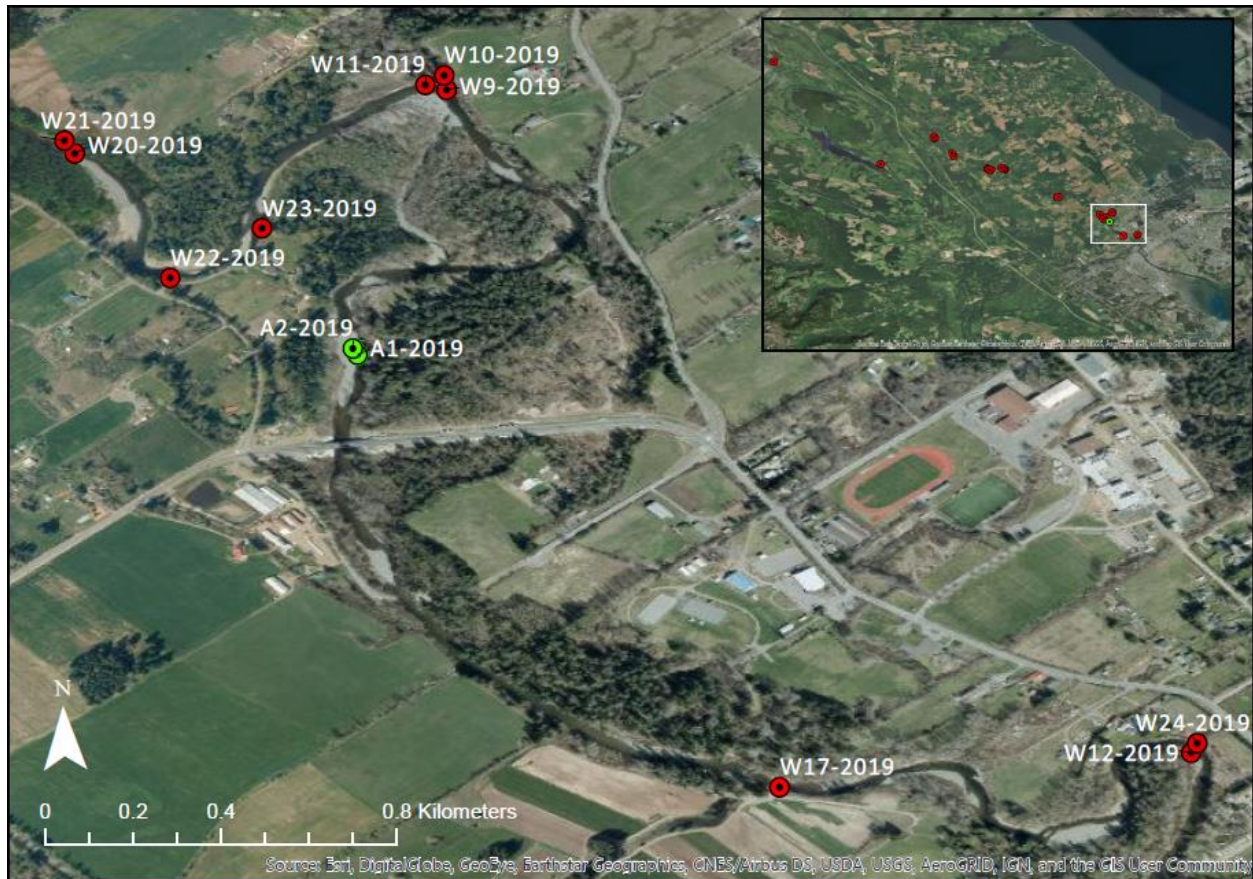 W10-2019
W11-2019
W9-2019
W21-2019
W20-2019
W23-2019
W22-2019
A2-2019
A1-2019
W24-2019
W12-2019
W17-2019
N
0 0.2 0.4 0.8 Kilometers
Source: Esri, DigitalGlobe, GeoEye, Earthstar Geographics, CNES/Airbus DS, USDA, USGS, AeroGRID, IGN, and the GIS User Community